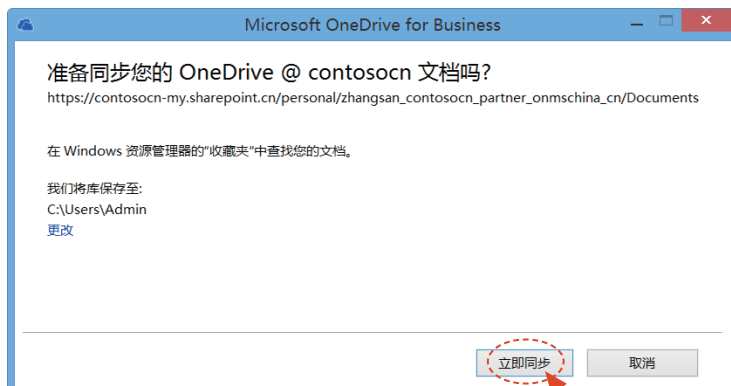 Microsoft OneDrive for Business
准备同步您的 OneDrive @ contosocn 文档吗?
https://contosocn-my.sharepoint.cn/personal/zhangsan_contosocn_partner_onmschina_cn/Documents
在 Windows 资源管理器的“收藏夹”中查找您的文档。
我们将库保存至:
C:\Users\Admin
更改
立即同步 取消